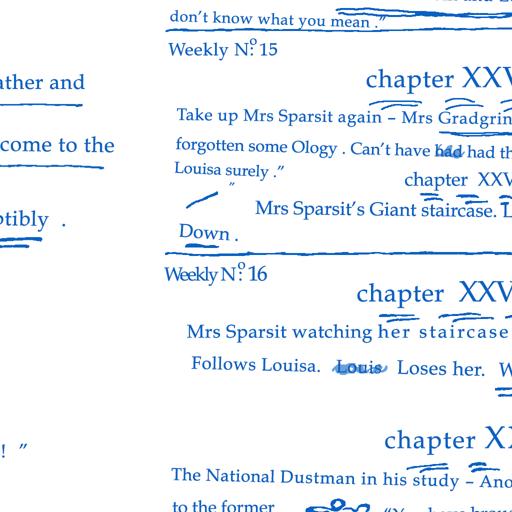 don't know what you mean."
Weekly No. 15
ather and
chapter XXV
Take up Mrs Sparsit again – Mrs Gradgrin
come to the
forgotten some Ology. Can't have had had th
Louisa surely."
chapter XXV
"
Mrs Sparsit's Giant staircase.
ptibly .
Down.
Weekly No. 16
chapter XXV
Mrs Sparsit watching her staircase
Follows Louisa. Louis Loses her. W
chapter XX
! "
The National Dustman in his study – Ano
to the former